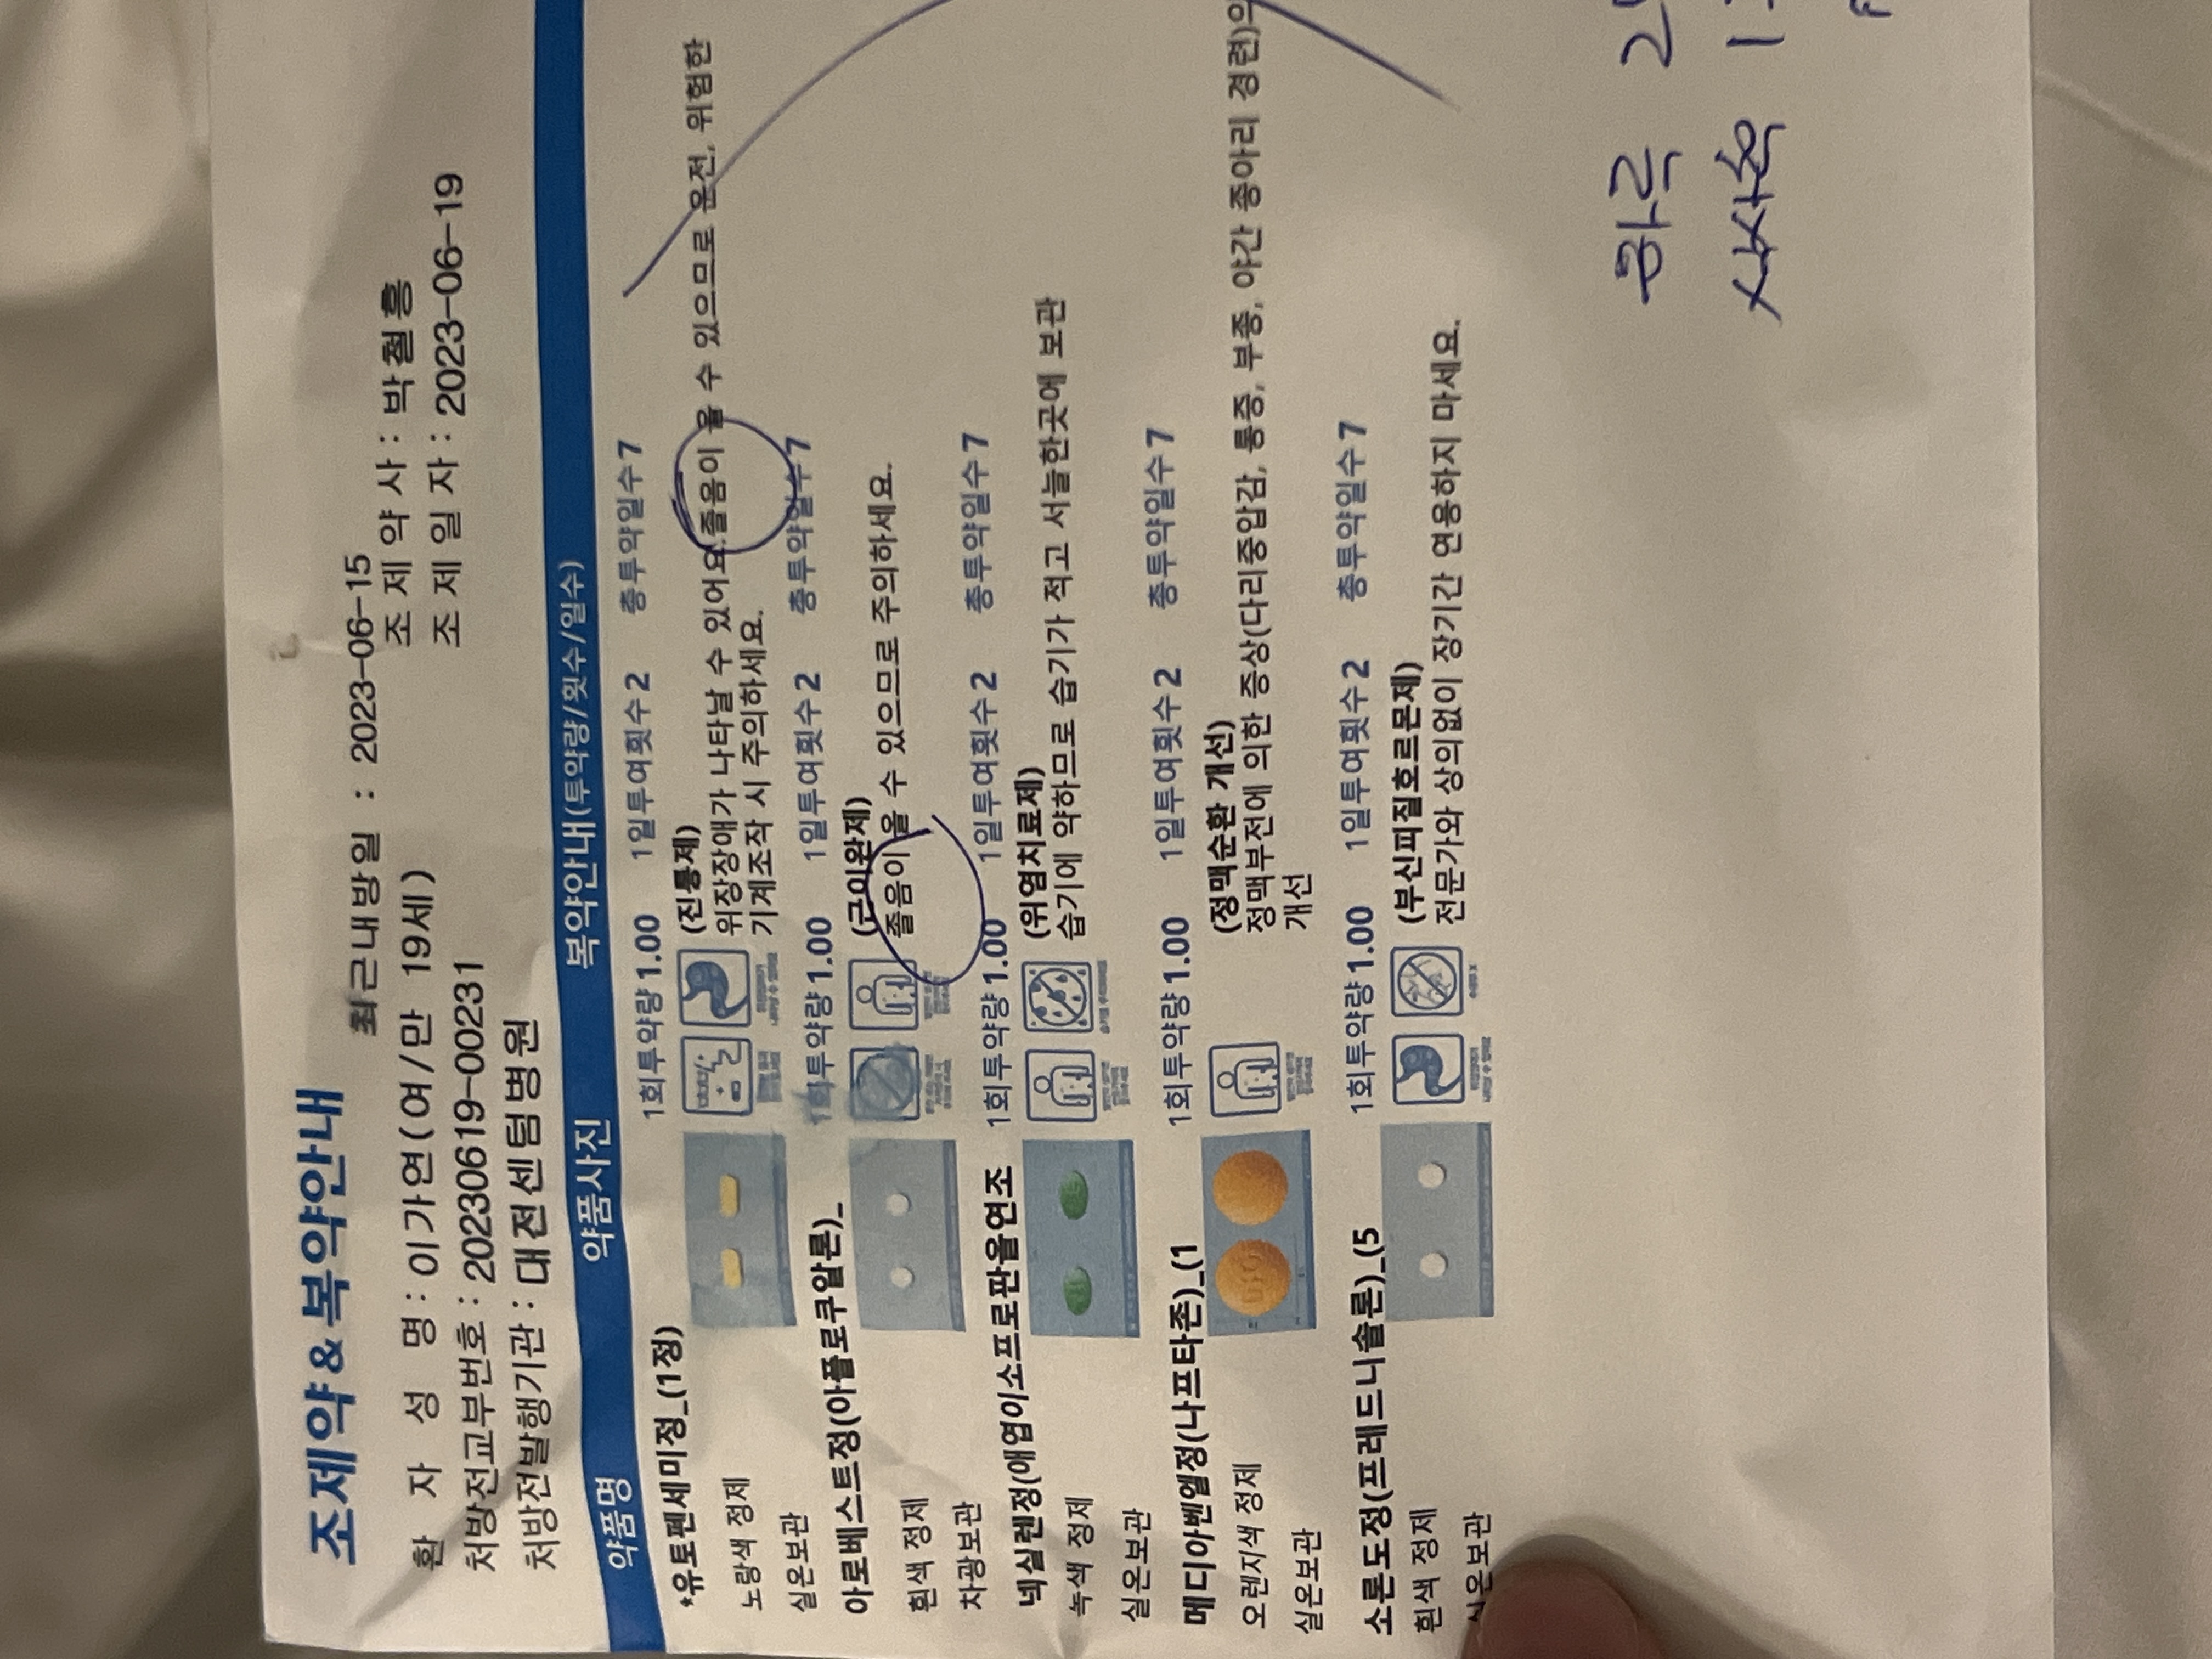 조제약&복약안내
최근내방일 : 2023-06-15
환 자 성 명 : 이가연(여/만 19세)
조 제 약 사 : 박철흥
처방전교부번호 : 20230619-00231
조 제 일 자 : 2023-06-19
처방전발행기관 : 대전센텀병원
약품명 약품사진 복약안내(투약량/횟수/일수)
*유토펜세미정_(1정)
노랑색 정제
실온보관
1회투약량 1.00 1일투여횟수 2 총투약일수 7
(진통제)
위장장애가 나타날 수 있어요.졸음이 올 수 있으므로 운전, 위험한
기계조작 시 주의하세요.
아로베스트정(아플로쿠알론)_
흰색 정제
차광보관
1회투약량 1.00 1일투여횟수 2 총투약일수 7
(근이완제)
졸음이 올 수 있으므로 주의하세요.
넥실렌정(애엽이소프로판올연조
녹색 정제
실온보관
1회투약량 1.00 1일투여횟수 2 총투약일수 7
(위염치료제)
습기에 약하므로 습기가 적고 서늘한곳에 보관
메디아벤엘정(나프타존)_(1
오렌지색 정제
실온보관
1회투약량 1.00 1일투여횟수 2 총투약일수 7
(정맥순환 개선)
정맥부전에 의한 증상(다리중압감, 통증, 부종, 야간 종아리 경련)의
개선
소론도정(프레드니솔론)_(5
흰색 정제
실온보관
1회투약량 1.00 1일투여횟수 2 총투약일수 7
(부신피질호르몬제)
전문가와 상의없이 장기간 연용하지 마세요.
하루 2
식후 1